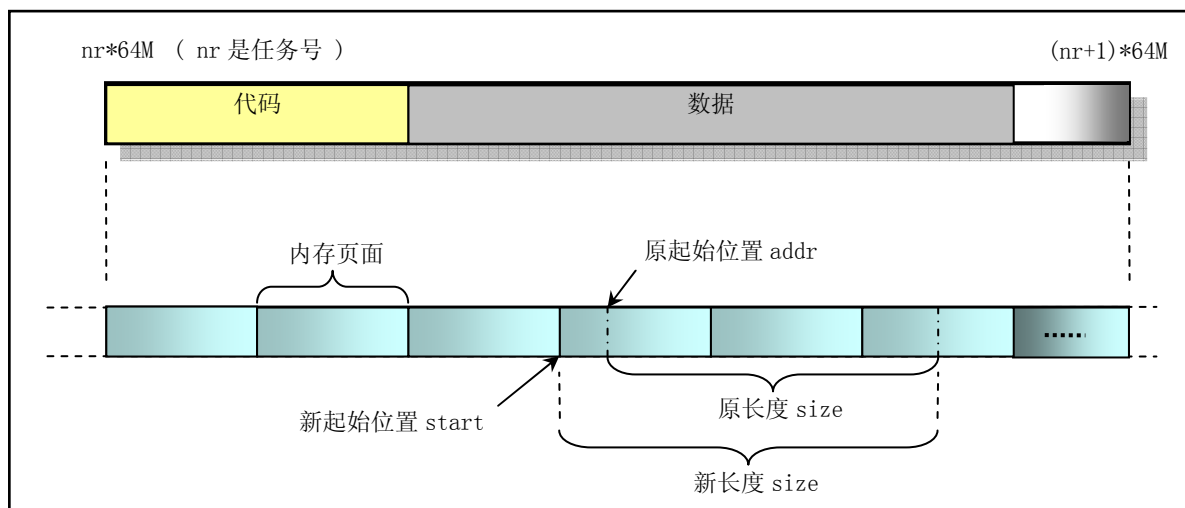 nr*64M （ nr 是任务号 ）
(nr+1)*64M
代码
数据
内存页面
原起始位置 addr
......
新起始位置 start
原长度 size
新长度 size